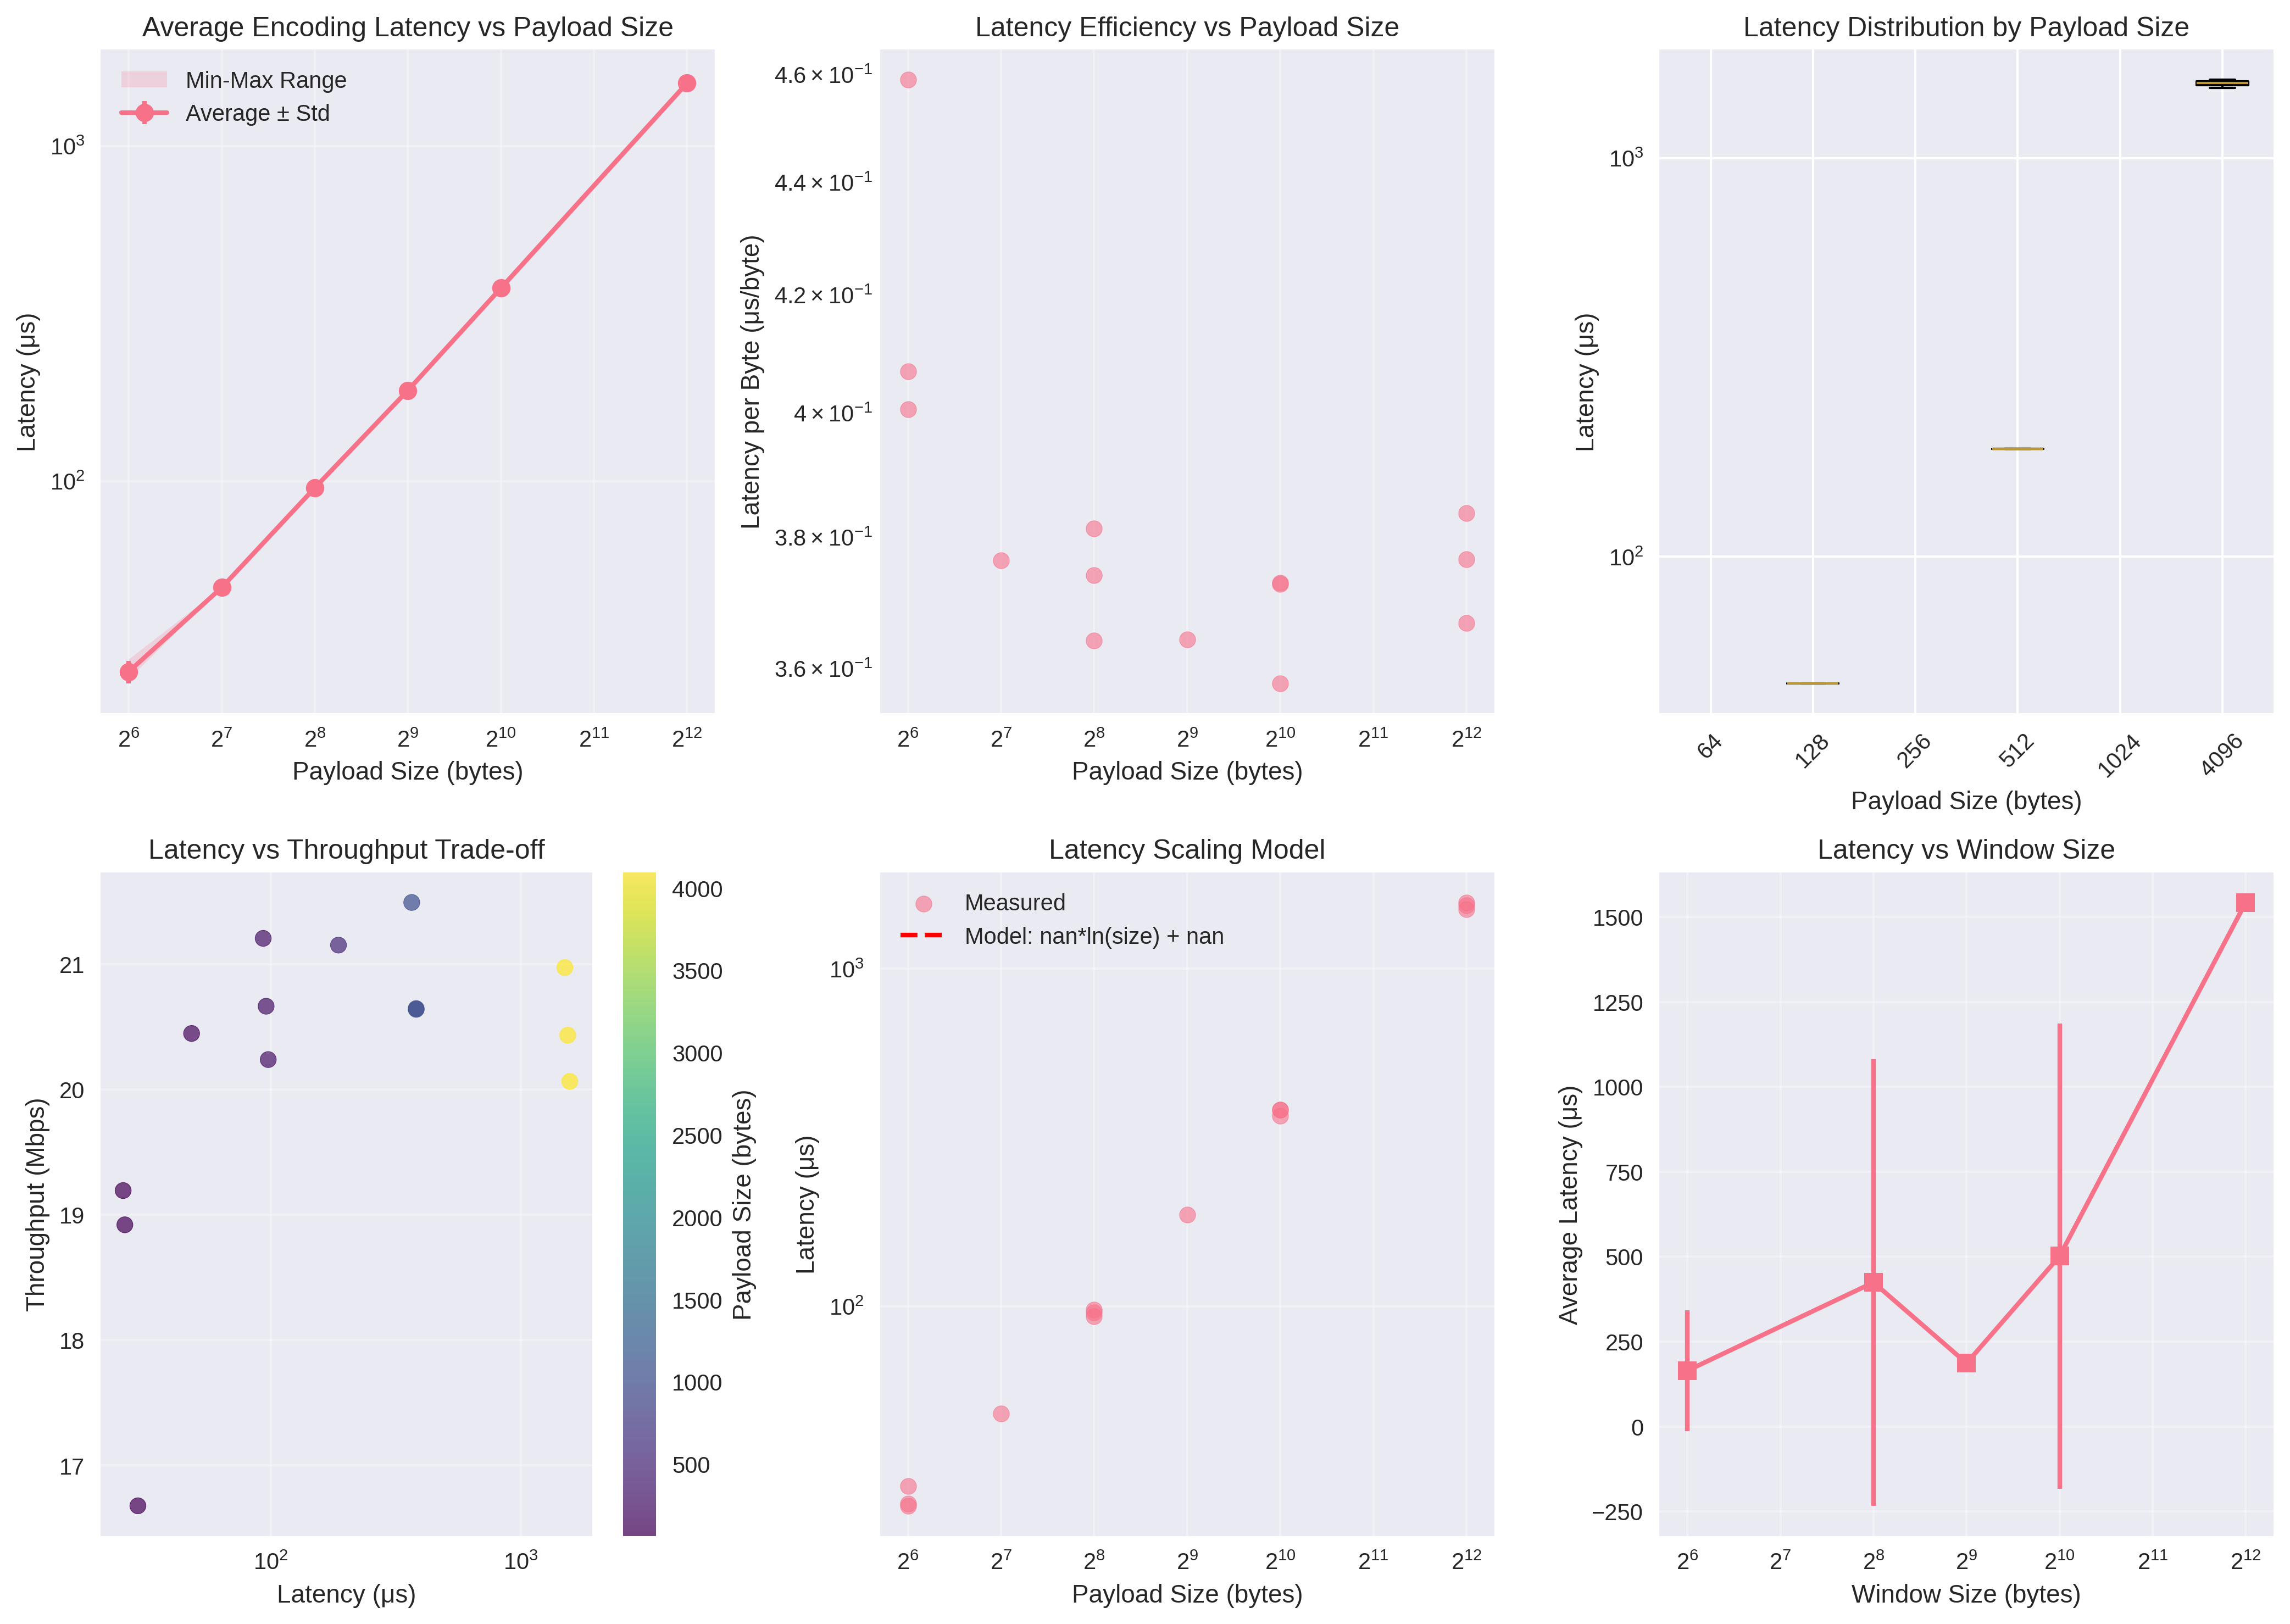 Average Encoding Latency vs Payload Size
Min-Max Range
Average ± Std
10³
10²
Latency (μs)
2⁶ 2⁷ 2⁸ 2⁹ 2¹⁰ 2¹¹ 2¹²
Payload Size (bytes)
Latency Efficiency vs Payload Size
4.6×10⁻¹
4.4×10⁻¹
4.2×10⁻¹
4×10⁻¹
3.8×10⁻¹
3.6×10⁻¹
Latency per Byte (μs/byte)
2⁶ 2⁷ 2⁸ 2⁹ 2¹⁰ 2¹¹ 2¹²
Payload Size (bytes)
Latency Distribution by Payload Size
10³
10²
Latency (μs)
64 128 256 512 1024 4096
Payload Size (bytes)
Latency vs Throughput Trade-off
21
20
19
18
17
Throughput (Mbps)
10² 10³
Latency (μs)
4000
3500
3000
2500
2000
1500
1000
500
Payload Size (bytes)
Latency Scaling Model
Measured
Model: nan*ln(size) + nan
10³
10²
Latency (μs)
2⁶ 2⁷ 2⁸ 2⁹ 2¹⁰ 2¹¹ 2¹²
Payload Size (bytes)
Latency vs Window Size
1500
1250
1000
750
500
250
0
−250
Average Latency (μs)
2⁶ 2⁷ 2⁸ 2⁹ 2¹⁰ 2¹¹ 2¹²
Window Size (bytes)